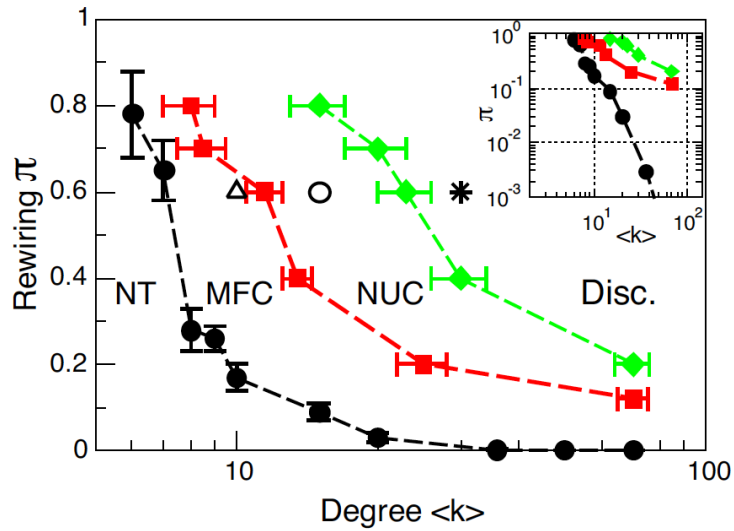 Rewiring π
0.8
0.6
0.4
0.2
0
NT
MFC
NUC
Disc.
10
100
Degree <k>
π
10⁰
10⁻¹
10⁻²
10⁻³
10¹
10²
<k>